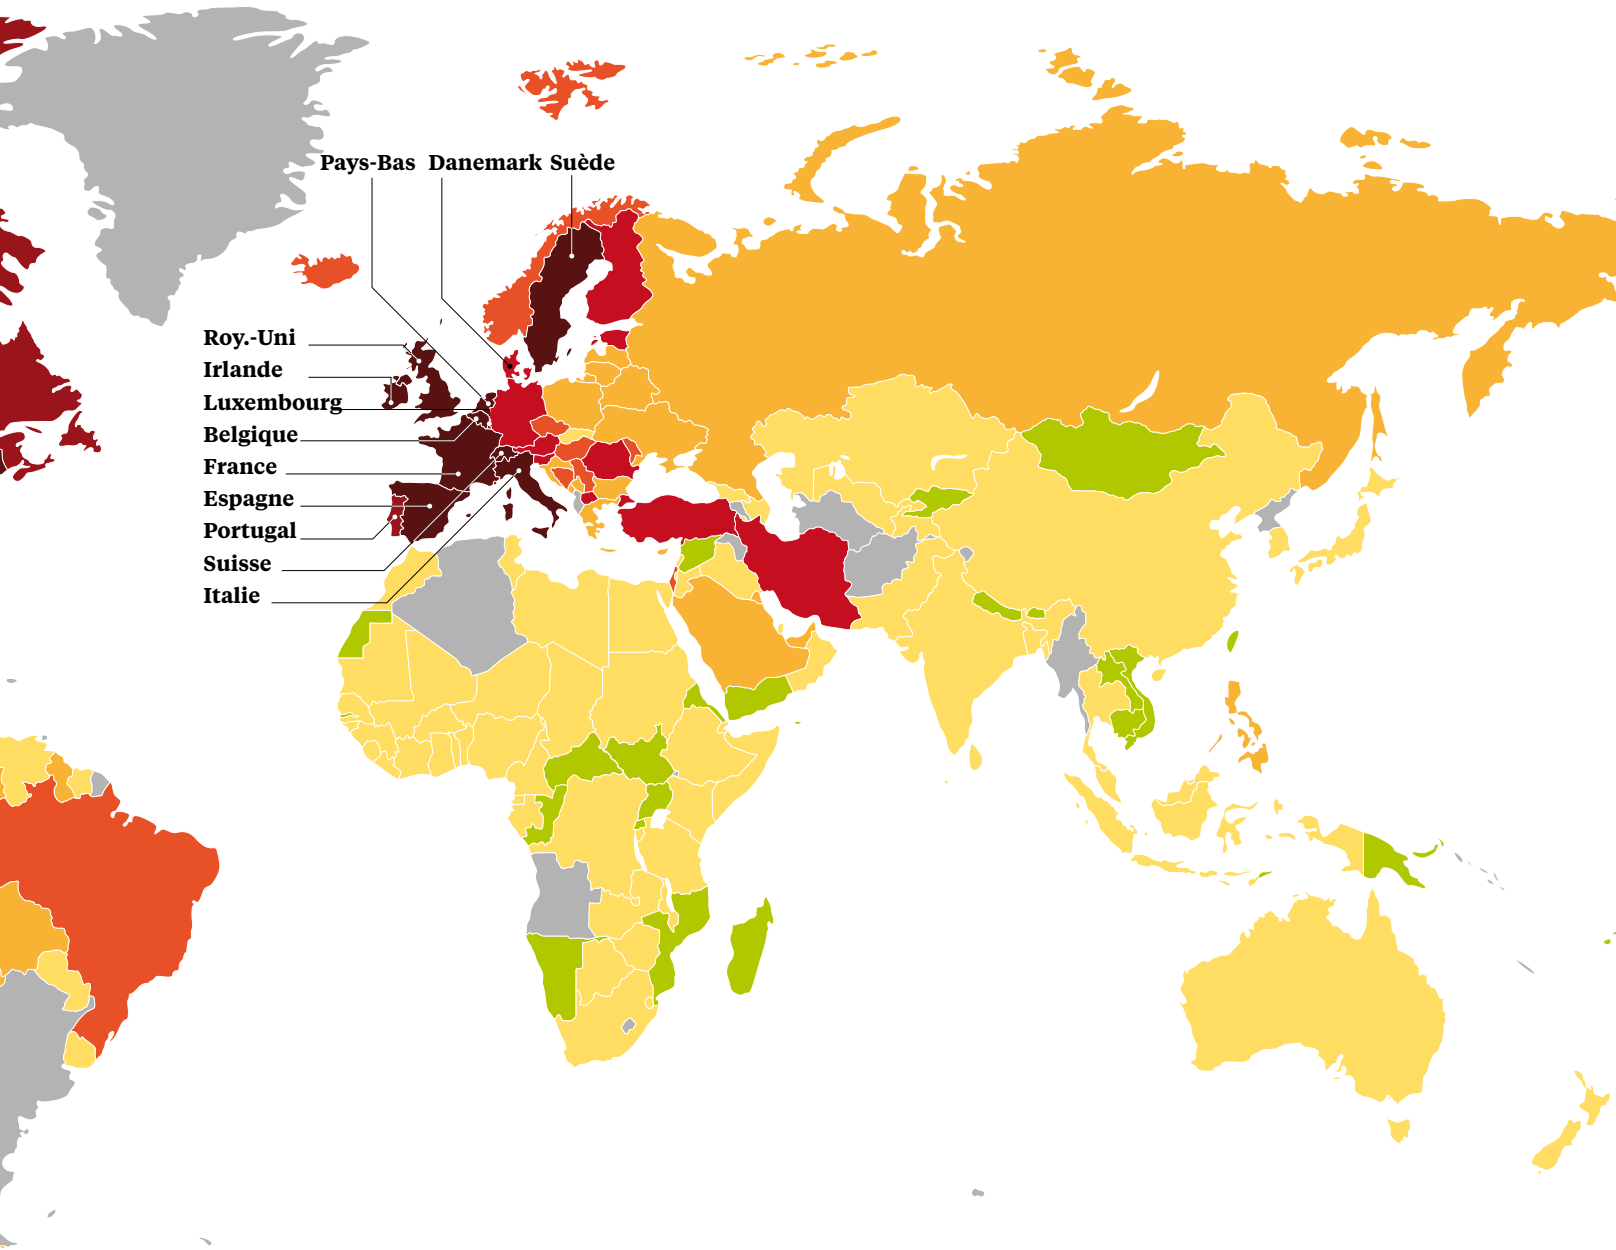 Pays-Bas Danemark Suède
Roy.-Uni
Irlande
Luxembourg
Belgique
France
Espagne
Portugal
Suisse
Italie